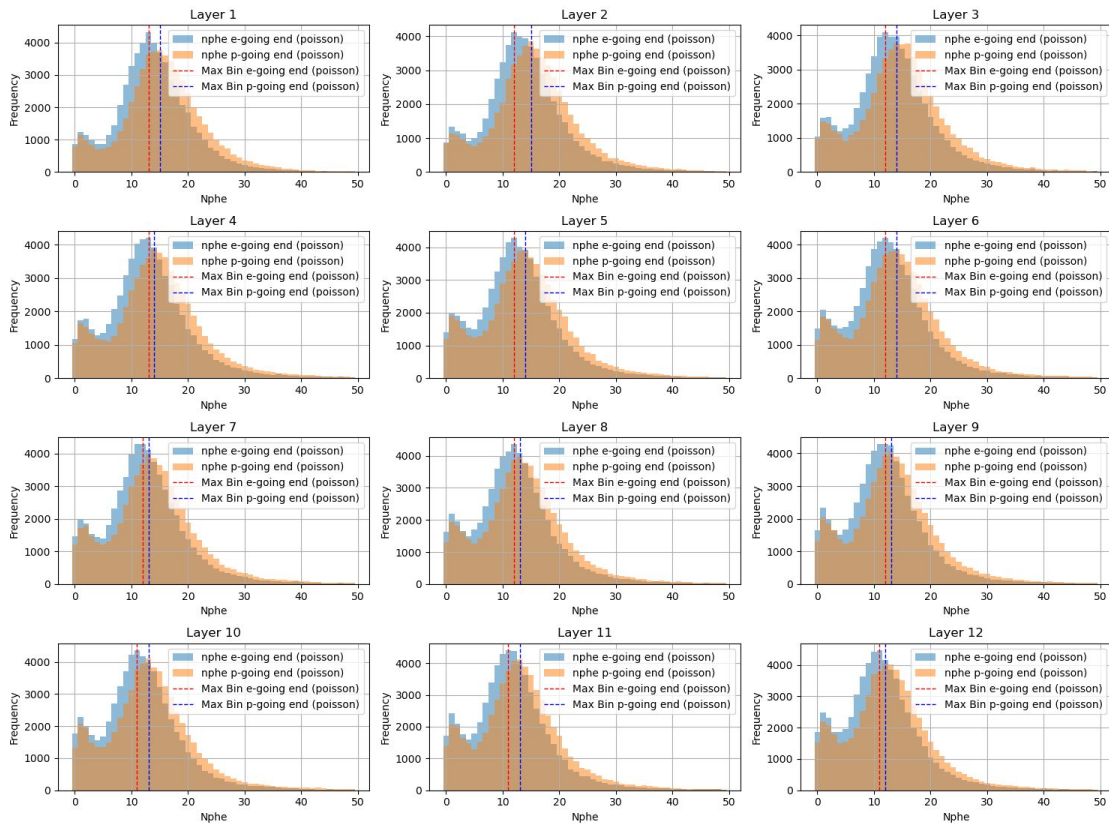 Layer 1
Frequency
4000
3000
2000
1000
0
nphe e-going end (poisson)
nphe p-going end (poisson)
Max Bin e-going end (poisson)
Max Bin p-going end (poisson)
0 10 20 30 40 50
Nphe
Layer 2
Frequency
4000
3000
2000
1000
0
nphe e-going end (poisson)
nphe p-going end (poisson)
Max Bin e-going end (poisson)
Max Bin p-going end (poisson)
0 10 20 30 40 50
Nphe
Layer 3
Frequency
4000
3000
2000
1000
0
nphe e-going end (poisson)
nphe p-going end (poisson)
Max Bin e-going end (poisson)
Max Bin p-going end (poisson)
0 10 20 30 40 50
Nphe
Layer 4
Frequency
4000
3000
2000
1000
0
nphe e-going end (poisson)
nphe p-going end (poisson)
Max Bin e-going end (poisson)
Max Bin p-going end (poisson)
0 10 20 30 40 50
Nphe
Layer 5
Frequency
4000
3000
2000
1000
0
nphe e-going end (poisson)
nphe p-going end (poisson)
Max Bin e-going end (poisson)
Max Bin p-going end (poisson)
0 10 20 30 40 50
Nphe
Layer 6
Frequency
4000
3000
2000
1000
0
nphe e-going end (poisson)
nphe p-going end (poisson)
Max Bin e-going end (poisson)
Max Bin p-going end (poisson)
0 10 20 30 40 50
Nphe
Layer 7
Frequency
4000
3000
2000
1000
0
nphe e-going end (poisson)
nphe p-going end (poisson)
Max Bin e-going end (poisson)
Max Bin p-going end (poisson)
0 10 20 30 40 50
Nphe
Layer 8
Frequency
5000
4000
3000
2000
1000
0
nphe e-going end (poisson)
nphe p-going end (poisson)
Max Bin e-going end (poisson)
Max Bin p-going end (poisson)
0 10 20 30 40 50
Nphe
Layer 9
Frequency
4000
3000
2000
1000
0
nphe e-going end (poisson)
nphe p-going end (poisson)
Max Bin e-going end (poisson)
Max Bin p-going end (poisson)
0 10 20 30 40 50
Nphe
Layer 10
Frequency
4000
3000
2000
1000
0
nphe e-going end (poisson)
nphe p-going end (poisson)
Max Bin e-going end (poisson)
Max Bin p-going end (poisson)
0 10 20 30 40 50
Nphe
Layer 11
Frequency
4000
3000
2000
1000
0
nphe e-going end (poisson)
nphe p-going end (poisson)
Max Bin e-going end (poisson)
Max Bin p-going end (poisson)
0 10 20 30 40 50
Nphe
Layer 12
Frequency
4000
3000
2000
1000
0
nphe e-going end (poisson)
nphe p-going end (poisson)
Max Bin e-going end (poisson)
Max Bin p-going end (poisson)
0 10 20 30 40 50
Nphe